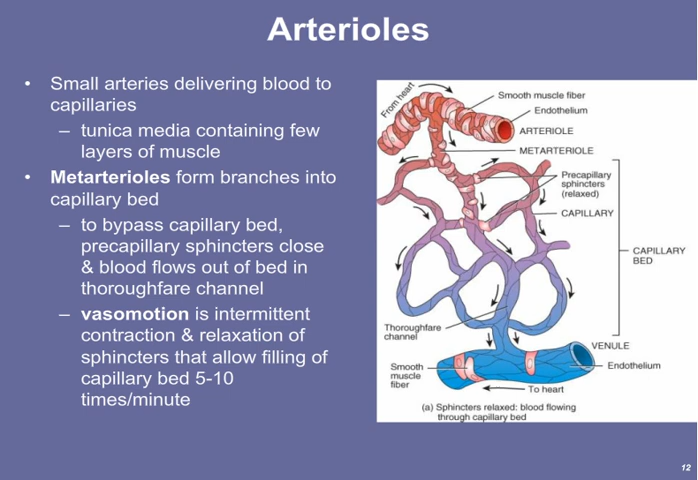 Arterioles
• Small arteries delivering blood to
capillaries
– tunica media containing few
layers of muscle
• Metarterioles form branches into
capillary bed
– to bypass capillary bed,
precapillary sphincters close
& blood flows out of bed in
thoroughfare channel
– vasomotion is intermittent
contraction & relaxation of
sphincters that allow filling of
capillary bed 5-10
times/minute
From heart
Smooth muscle fiber
Endothelium
ARTERIOLE
METARTERIOLE
Precapillary
sphincters
(relaxed)
CAPILLARY
CAPILLARY
BED
Thoroughfare
channel
VENULE
Smooth
muscle
fiber
Endothelium
To heart
(a) Sphincters relaxed: blood flowing
through capillary bed
12